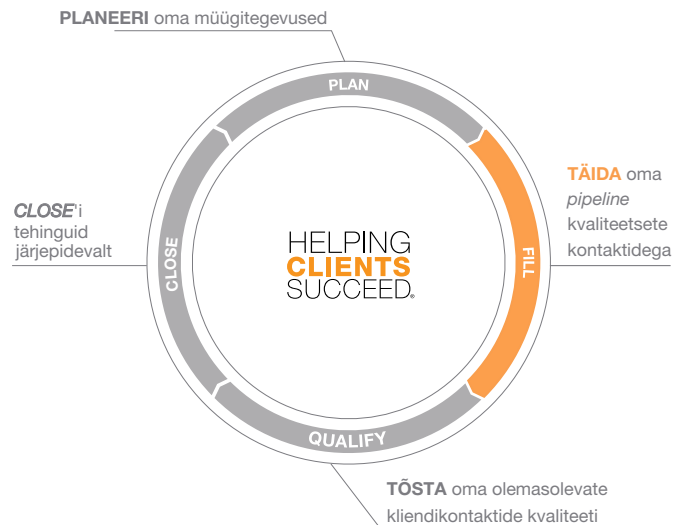 PLANEERI oma müügitegevused
PLAN
TÄIDA oma
pipeline
kvaliteetsete
kontaktidega
FILL
CLOSE'i
tehinguid
järjepidevalt
CLOSE
HELPING
CLIENTS
SUCCEED®
QUALIFY
TÕSTA oma olemasolevate
kliendikontaktide kvaliteeti